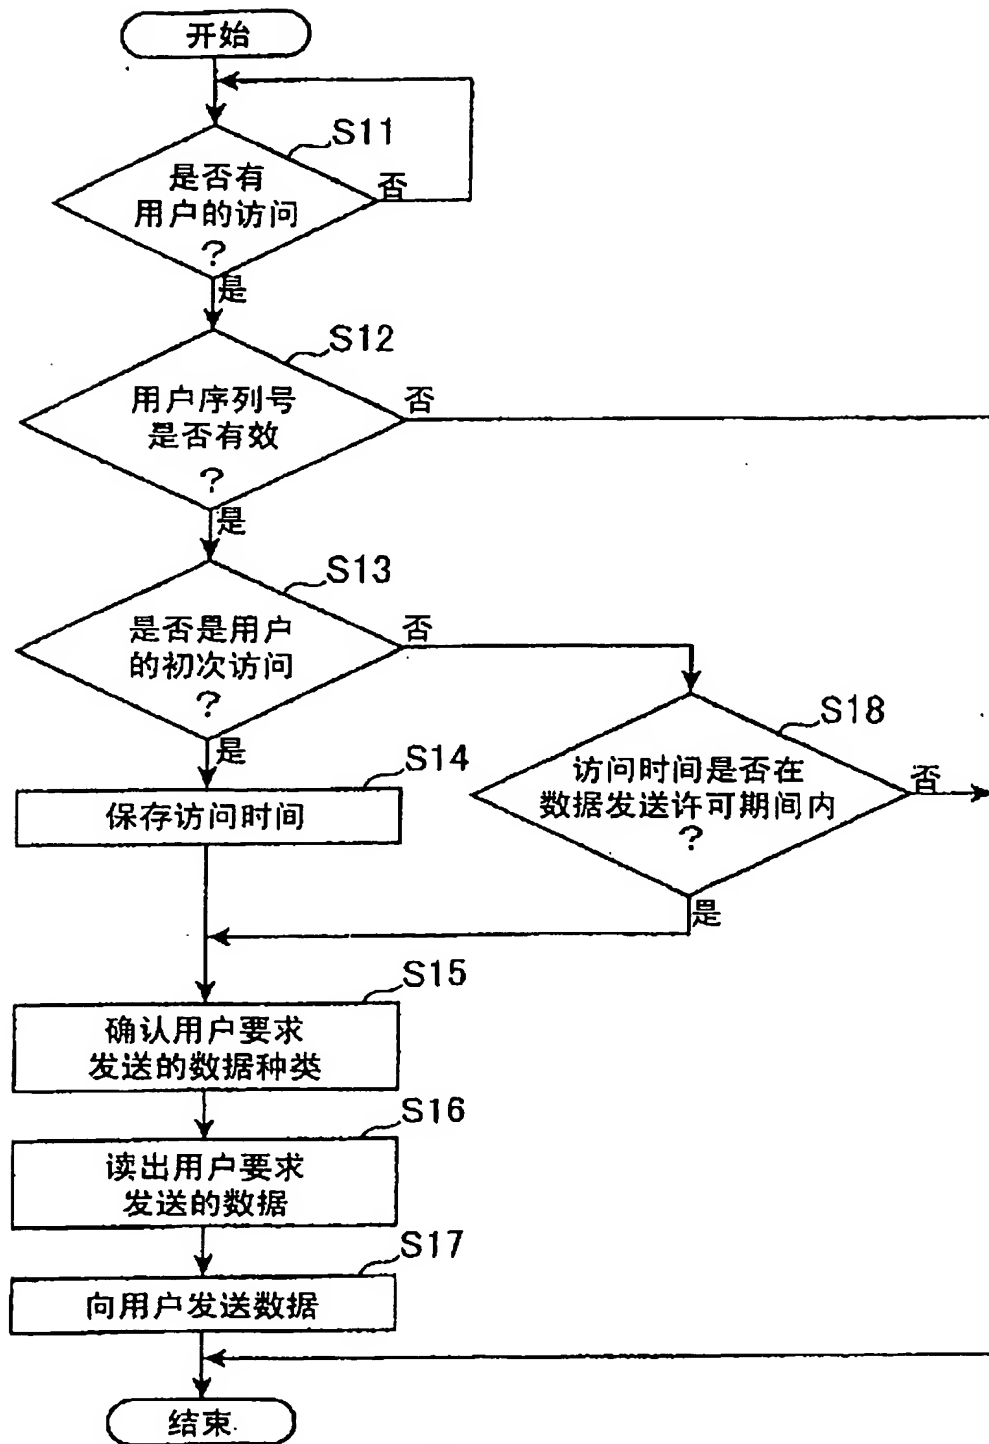 开始
S11
是否有
用户的访问
?
否
是
S12
用户序列号
是否有效
?
否
是
S13
是否是用户
的初次访问
?
否
是
S18
访问时间是否在
数据发送许可期间内
?
否
是
S14
保存访问时间
S15
确认用户要求
发送的数据种类
S16
读出用户要求
发送的数据
S17
向用户发送数据
结束